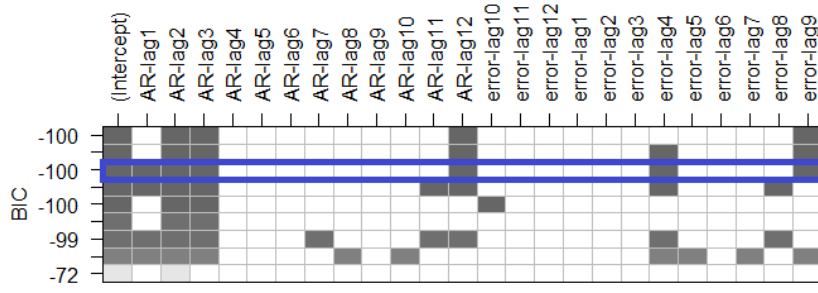 (Intercept)
AR-lag1
AR-lag2
AR-lag3
AR-lag4
AR-lag5
AR-lag6
AR-lag7
AR-lag8
AR-lag9
AR-lag10
AR-lag11
AR-lag12
error-lag10
error-lag11
error-lag12
error-lag1
error-lag2
error-lag3
error-lag4
error-lag5
error-lag6
error-lag7
error-lag8
error-lag9
BIC
-100
-100
-100
-99
-72